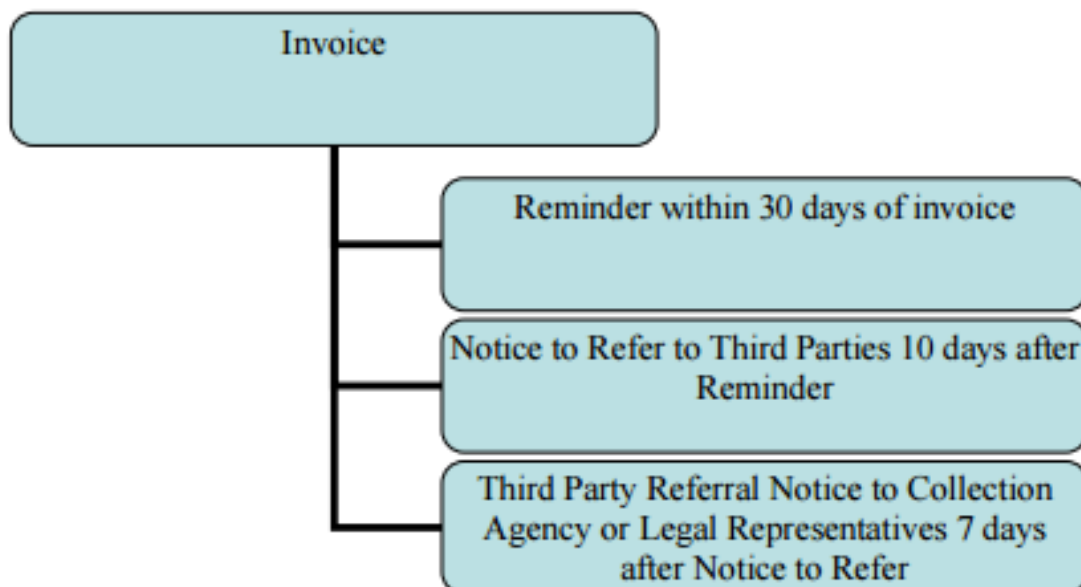 Invoice
Reminder within 30 days of invoice
Notice to Refer to Third Parties 10 days after
Reminder
Third Party Referral Notice to Collection
Agency or Legal Representatives 7 days
after Notice to Refer